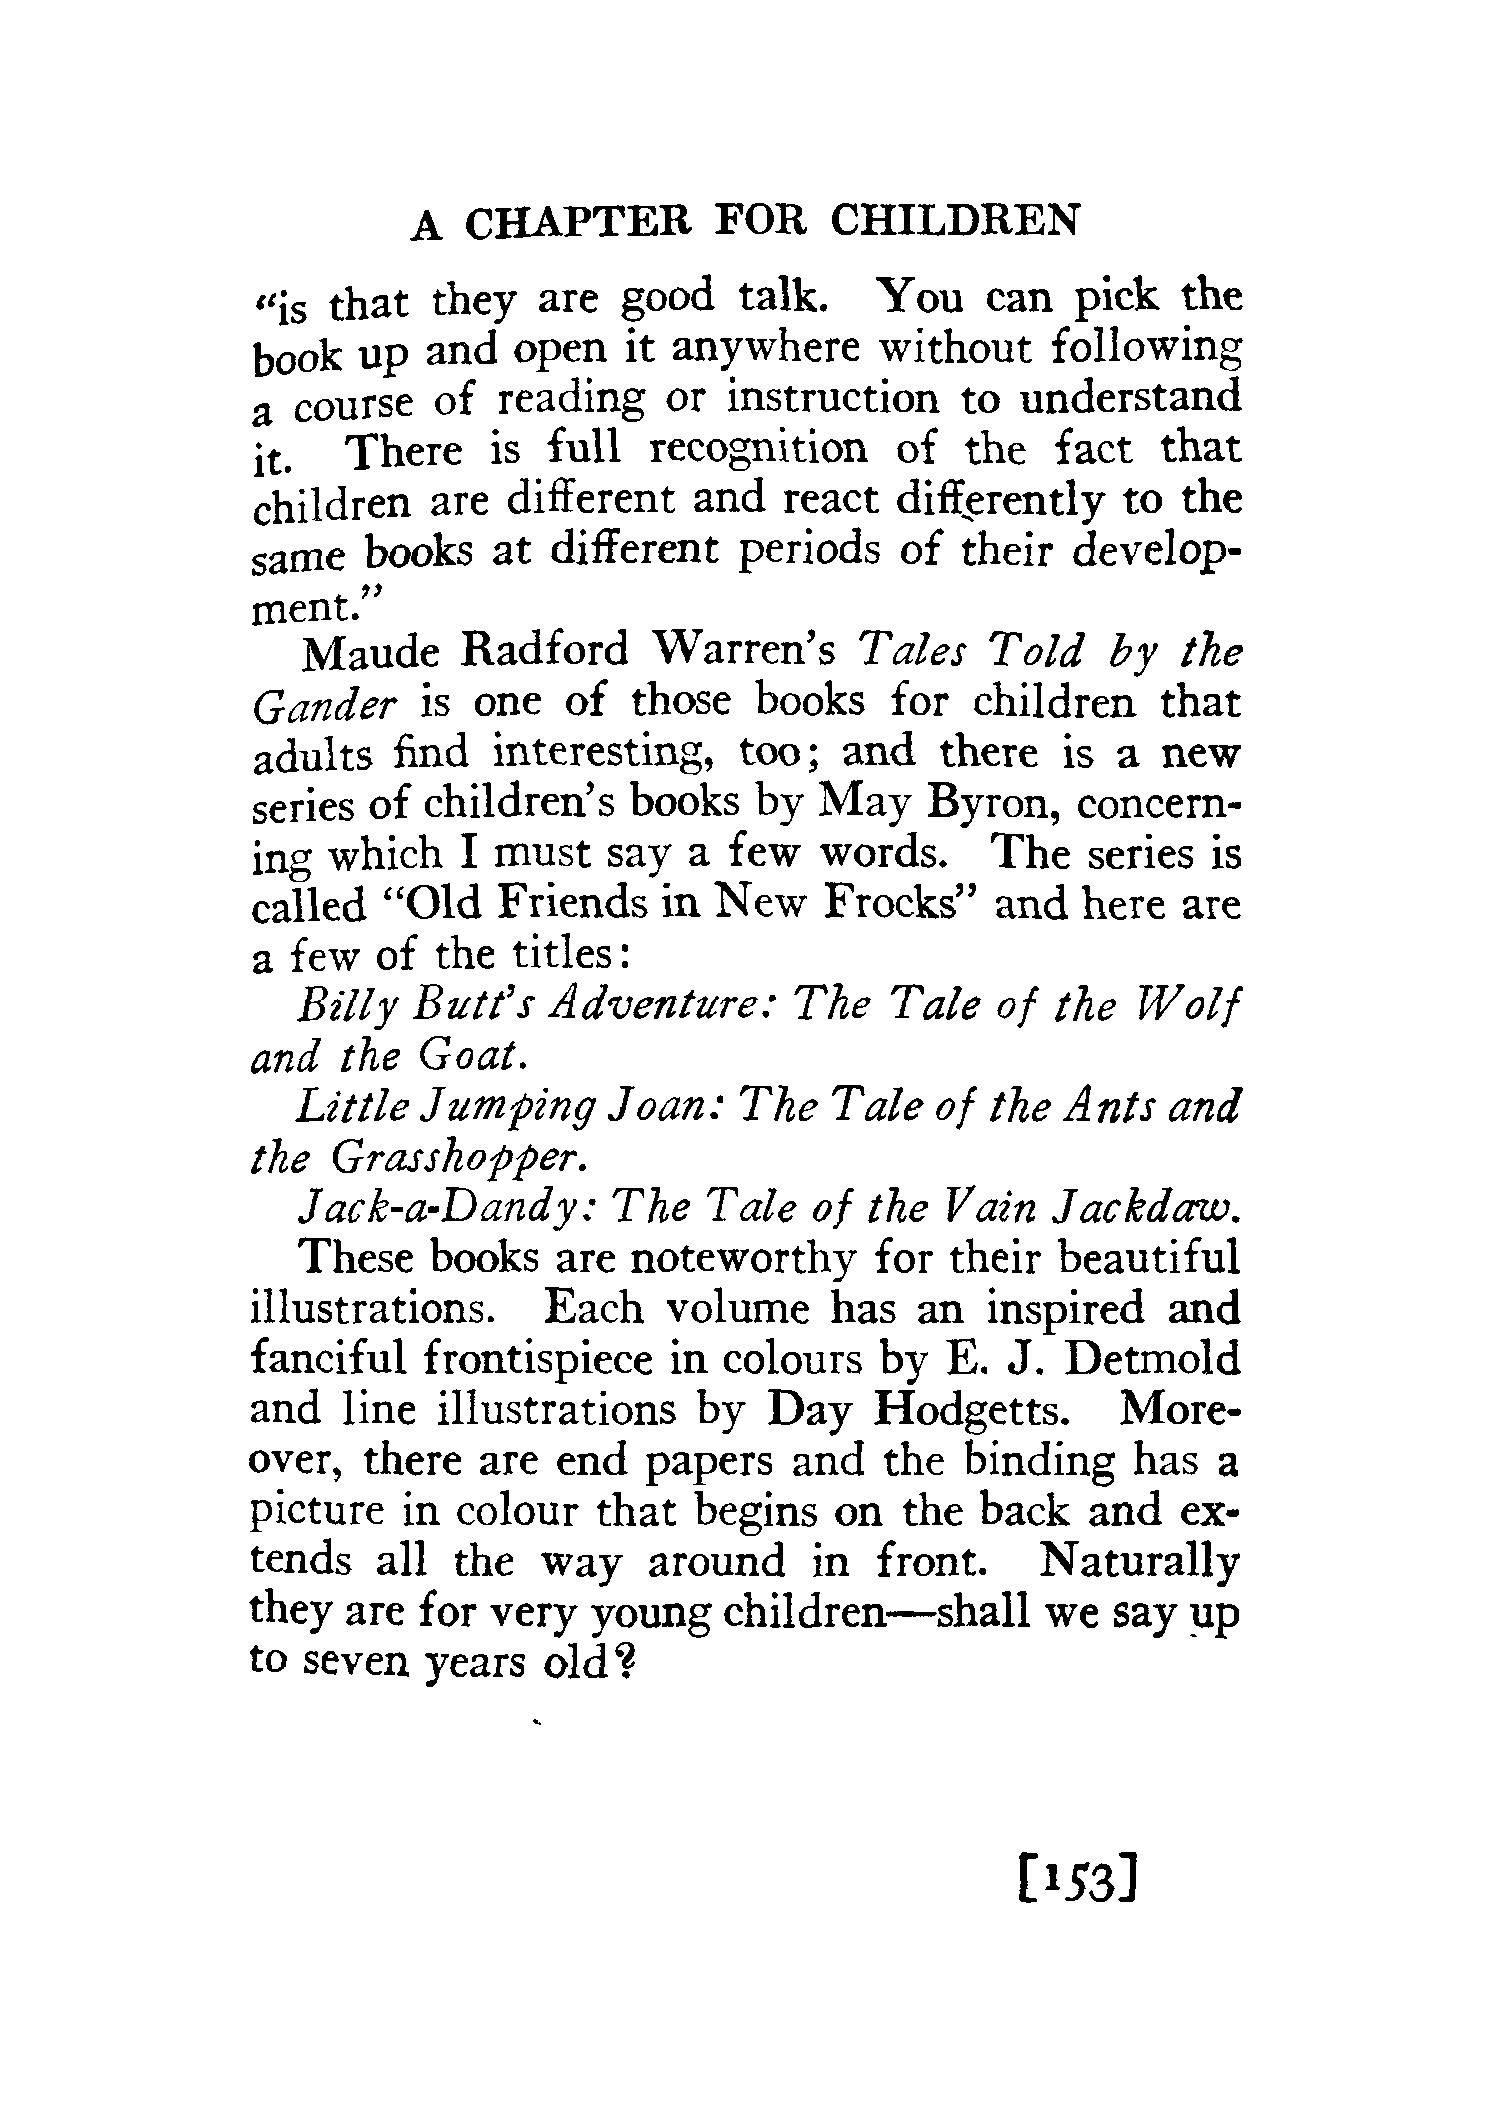 A CHAPTER FOR CHILDREN
“is that they are good talk. You can pick the
book up and open it anywhere without following
a course of reading or instruction to understand
it. There is full recognition of the fact that
children are different and react differently to the
same books at different periods of their develop-
ment.”
Maude Radford Warren’s Tales Told by the
Gander is one of those books for children that
adults find interesting, too; and there is a new
series of children’s books by May Byron, concern-
ing which I must say a few words. The series is
called “Old Friends in New Frocks” and here are
a few of the titles:
Billy Butt’s Adventure: The Tale of the Wolf
and the Goat.
Little Jumping Joan: The Tale of the Ants and
the Grasshopper.
Jack-a-Dandy: The Tale of the Vain Jackdaw.
These books are noteworthy for their beautiful
illustrations. Each volume has an inspired and
fanciful frontispiece in colours by E. J. Detmold
and line illustrations by Day Hodgetts. More-
over, there are end papers and the binding has a
picture in colour that begins on the back and ex-
tends all the way around in front. Naturally
they are for very young children—shall we say up
to seven years old?
[153]